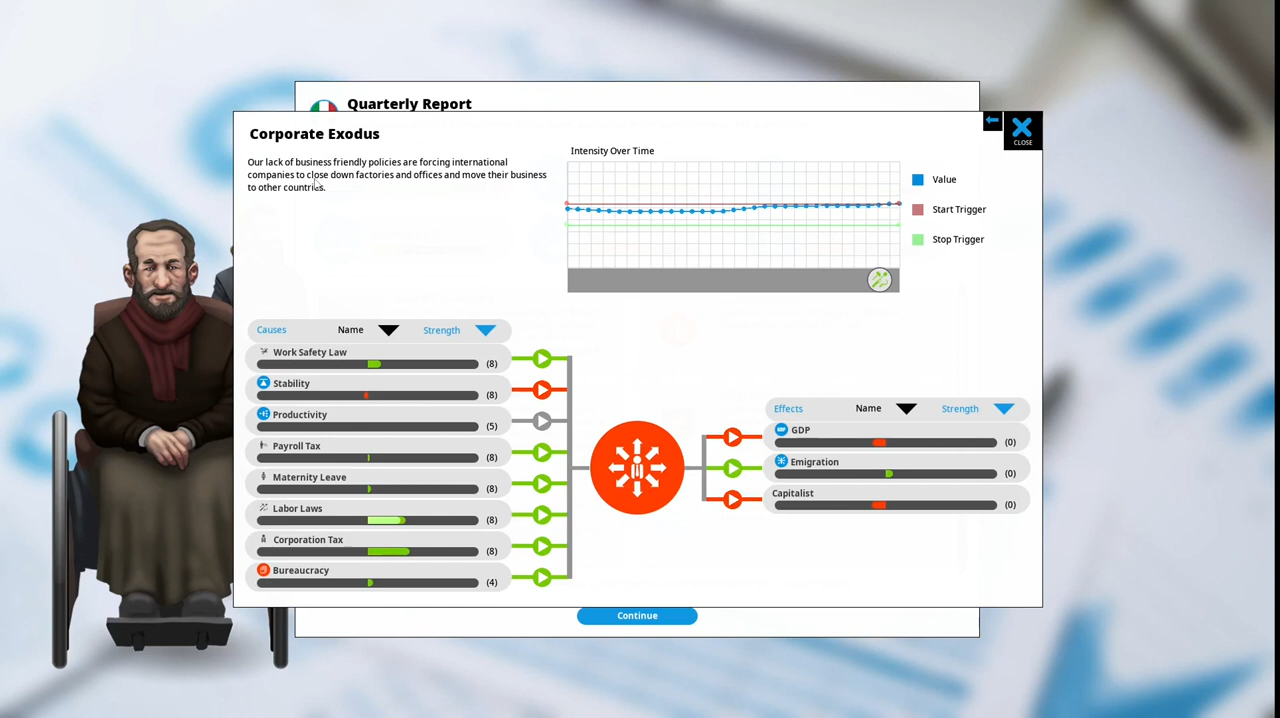 Quarterly Report
Corporate Exodus
CLOSE
Our lack of business friendly policies are forcing international
companies to close down factories and offices and move their business
to other countries.
Intensity Over Time
Value
Start Trigger
Stop Trigger
Causes Name Strength
Work Safety Law
(8)
Stability
(8)
Productivity
(5)
Payroll Tax
(8)
Maternity Leave
(8)
Labor Laws
(8)
Corporation Tax
(8)
Bureaucracy
(4)
Effects Name Strength
GDP
(0)
Emigration
(0)
Capitalist
(0)
Continue